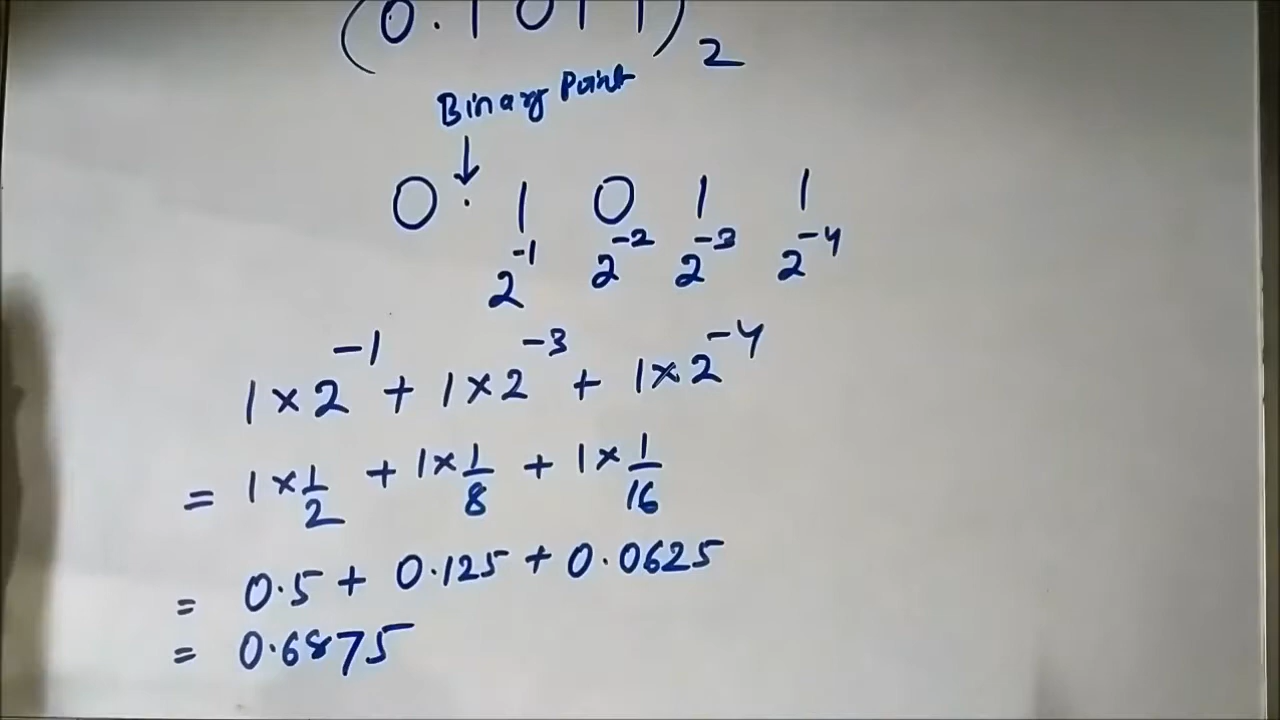 (0.1011)₂
Binary Point
↓
0 . 1 0 1 1
2⁻¹ 2⁻² 2⁻³ 2⁻⁴
1 × 2⁻¹ + 1 × 2⁻³ + 1 × 2⁻⁴
= 1 × 1/2 + 1 × 1/8 + 1 × 1/16
= 0.5 + 0.125 + 0.0625
= 0.6875